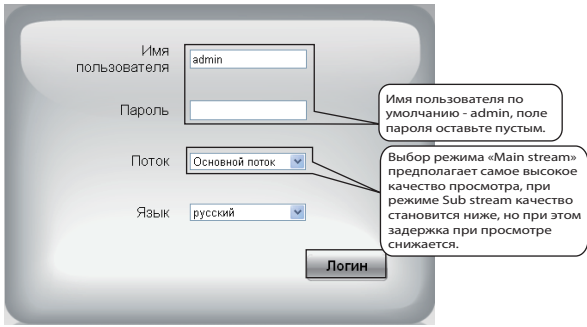 Имя
пользователя
admin
Пароль
Имя пользователя по
умолчанию - admin, поле
пароля оставьте пустым.
Поток
Основной поток
Выбор режима «Main stream»
предполагает самое высокое
качество просмотра, при
режиме Sub stream качество
становится ниже, но при этом
задержка при просмотре
снижается.
Язык
русский
Логин